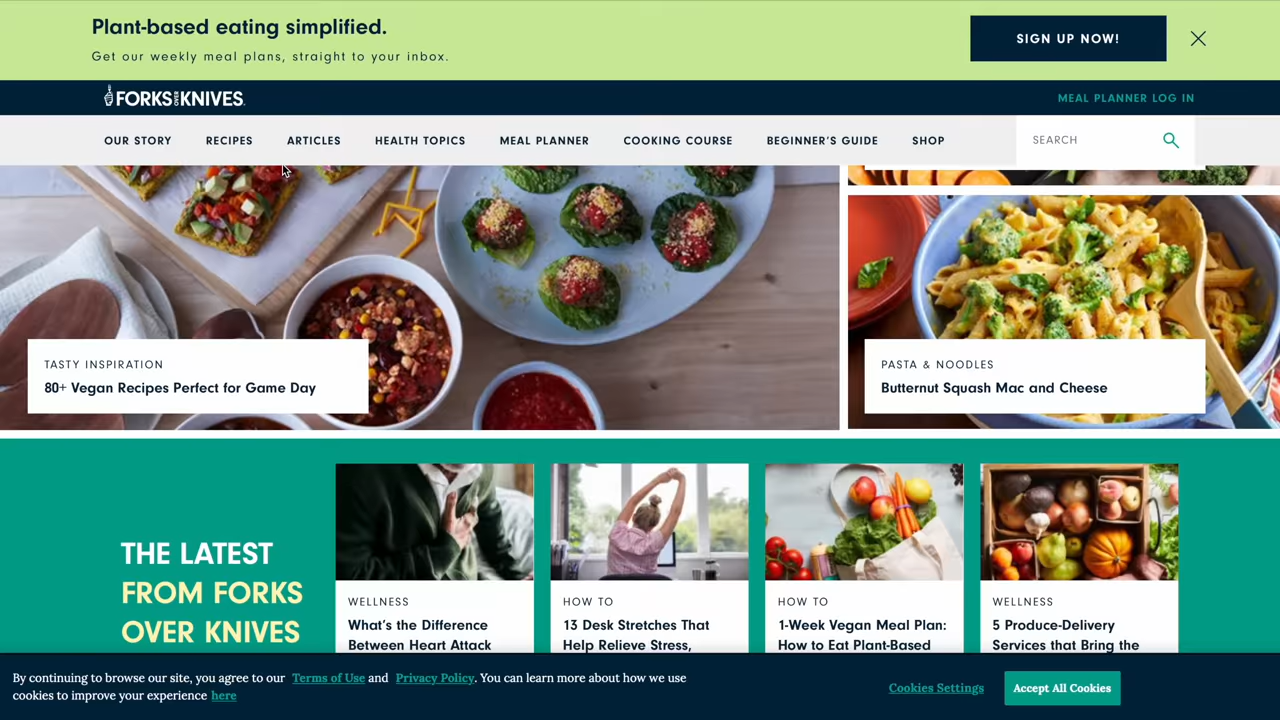 Plant-based eating simplified.
Get our weekly meal plans, straight to your inbox.
SIGN UP NOW!
FORKS OVER KNIVES
MEAL PLANNER LOG IN
OUR STORY
RECIPES
ARTICLES
HEALTH TOPICS
MEAL PLANNER
COOKING COURSE
BEGINNER'S GUIDE
SHOP
SEARCH
TASTY INSPIRATION
80+ Vegan Recipes Perfect for Game Day
PASTA & NOODLES
Butternut Squash Mac and Cheese
THE LATEST
FROM FORKS
OVER KNIVES
WELLNESS
What's the Difference
Between Heart Attack
HOW TO
13 Desk Stretches That
Help Relieve Stress,
HOW TO
1-Week Vegan Meal Plan:
How to Eat Plant-Based
WELLNESS
5 Produce-Delivery
Services that Bring the
By continuing to browse our site, you agree to our Terms of Use and Privacy Policy. You can learn more about how we use
cookies to improve your experience here
Cookies Settings
Accept All Cookies